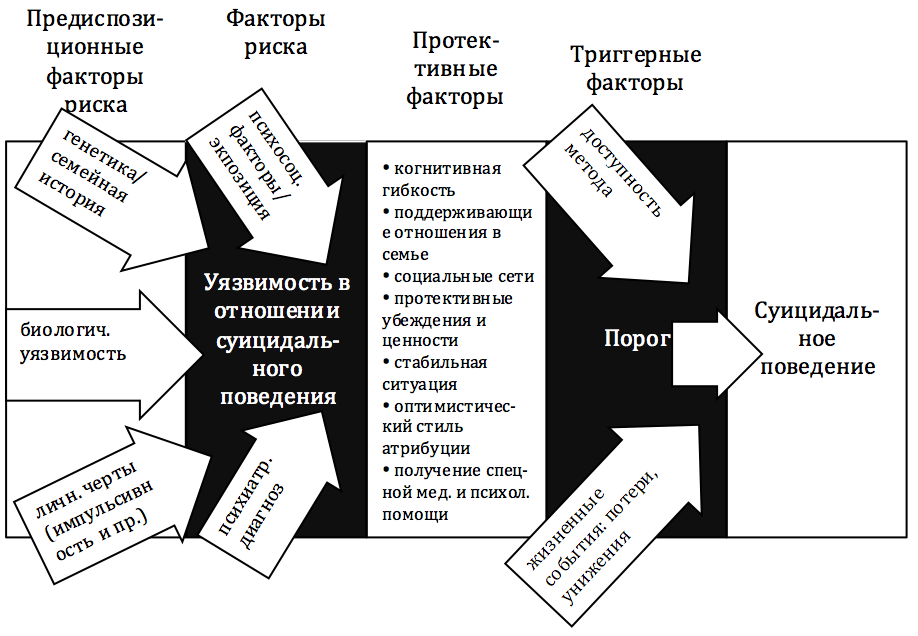 Предиспози-
ционные
факторы
риска
Факторы
риска
Протек-
тивные
факторы
Триггерные
факторы
генетика/
семейная
история
психосоц.
факторы/
экпозиция
• когнитивная
гибкость
• поддерживающи
е отношения в
семье
• социальные сети
• протективные
убеждения и
ценности
• стабильная
ситуация
• оптимистичес-
кий стиль
атрибуции
• получение спец-
ной мед. и психол.
помощи
доступность
метода
биологич.
уязвимость
Уязвимость в
отношении
суицидаль-
ного
поведения
Порог
Суицидаль-
ное
поведение
личн. черты
(импульсивн
ость и пр.)
психиатр.
диагноз
жизненные
события: потери,
унижения